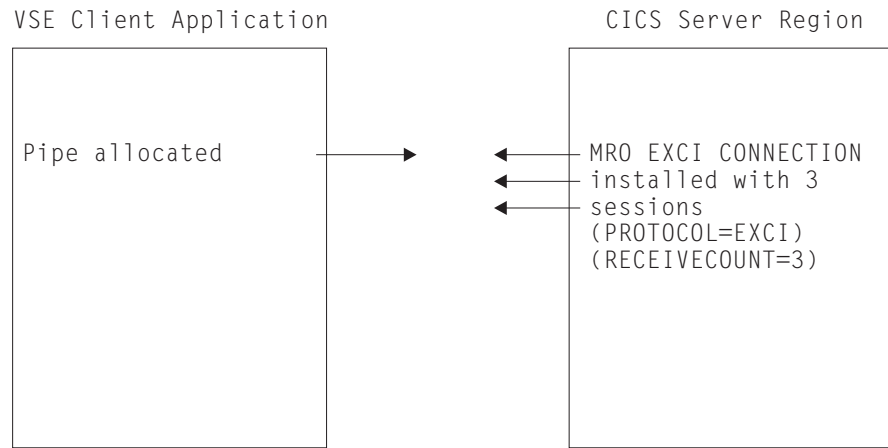 VSE Client Application
CICS Server Region
Pipe allocated
MRO EXCI CONNECTION
installed with 3
sessions
(PROTOCOL=EXCI)
(RECEIVECOUNT=3)